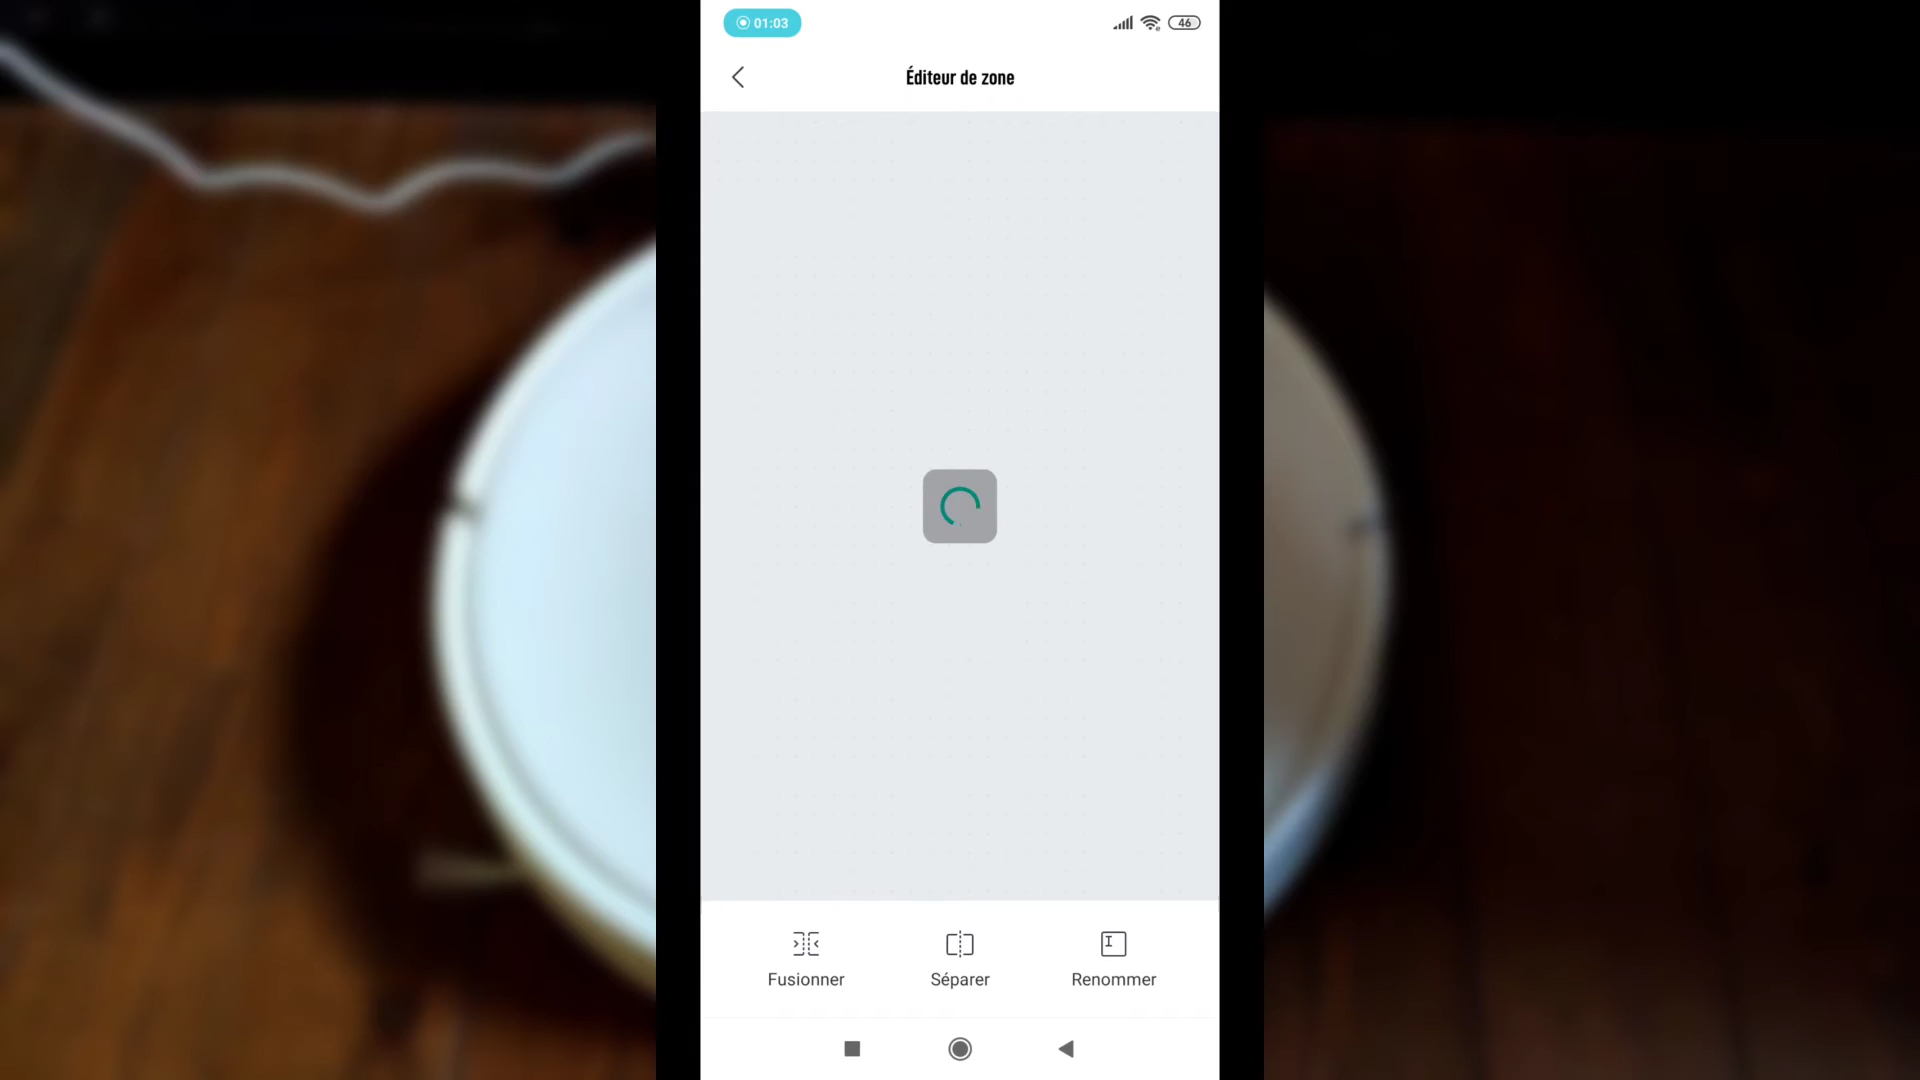 01:03
46
Éditeur de zone
Fusionner
Séparer
Renommer